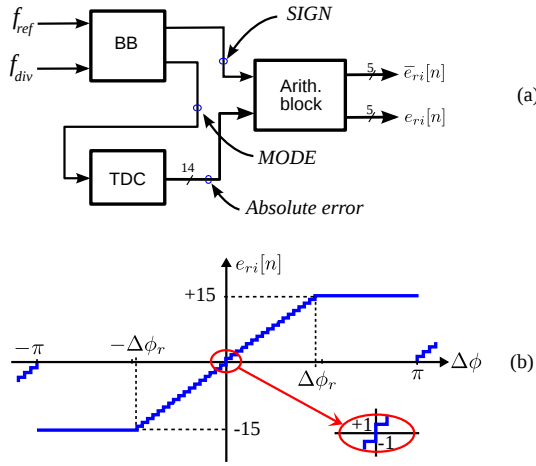 SIGN
f_ref
BB
f_div
5
ē_ri[n]
Arith.
block
(a)
5
e_ri[n]
MODE
TDC
14
Absolute error
e_ri[n]
+15
−π
−Δϕ_r
Δϕ
(b)
Δϕ_r
π
-15
+1
-1